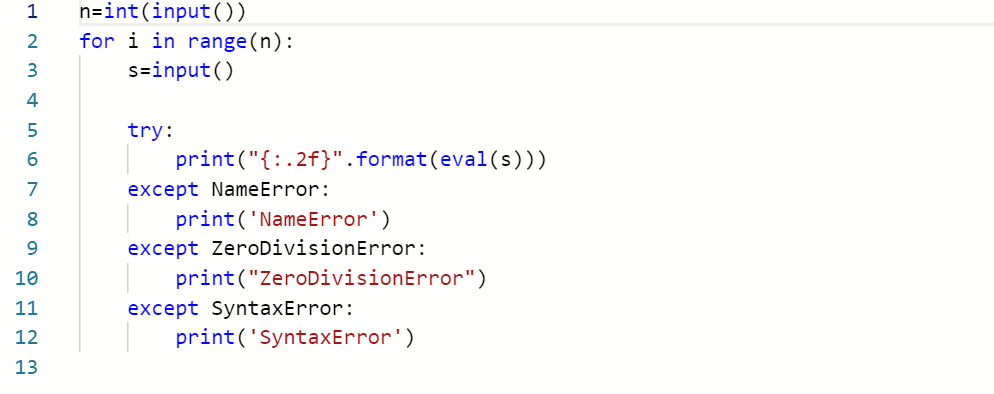 1 n=int(input())
2 for i in range(n):
3     s=input()
4
5     try:
6         print("{:.2f}".format(eval(s)))
7     except NameError:
8         print('NameError')
9     except ZeroDivisionError:
10         print("ZeroDivisionError")
11     except SyntaxError:
12         print('SyntaxError')
13